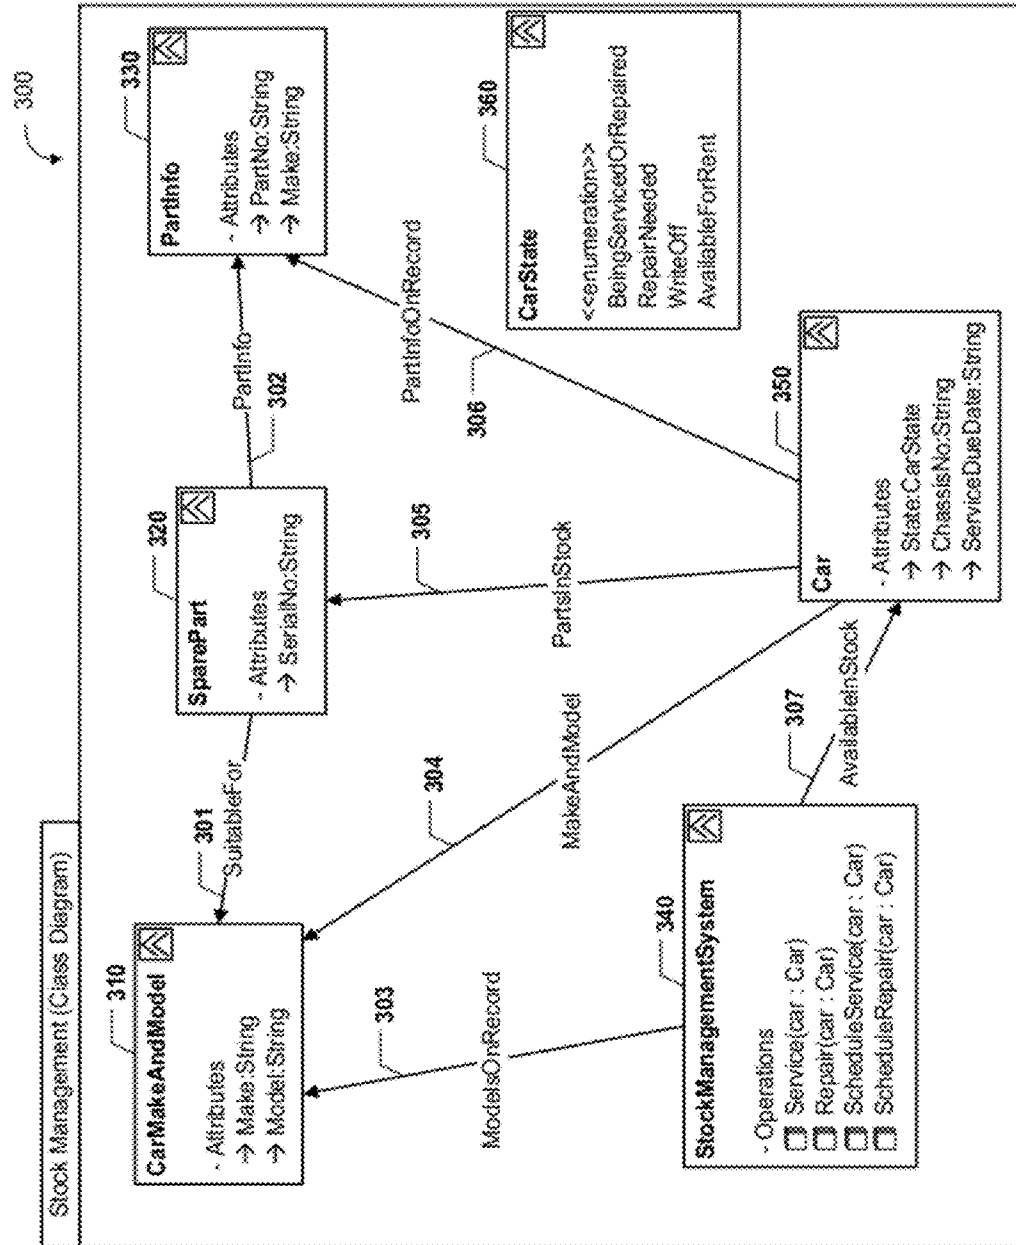 300
Stock Management (Class Diagram)
310
CarMakeAndModel
- Attributes
→ Make:String
→ Model:String
301
SuitableFor
320
SparePart
- Attributes
→ SerialNo:String
PartInfo
302
330
PartInfo
- Attributes
→ PartNo:String
→ Make:String
303
ModelsOnRecord
304
MakeAndModel
305
PartsInStock
306
PartInfoOnRecord
340
StockManagementSystem
- Operations
Service(car : Car)
Repair(car : Car)
ScheduleService(car : Car)
ScheduleRepair(car : Car)
307
AvailableInStock
350
Car
- Attributes
→ State:CarState
→ ChassisNo:String
→ ServiceDueDate:String
360
CarState
<<enumeration>>
BeingServicedOrRepaired
RepairNeeded
WriteOff
AvailableForRent